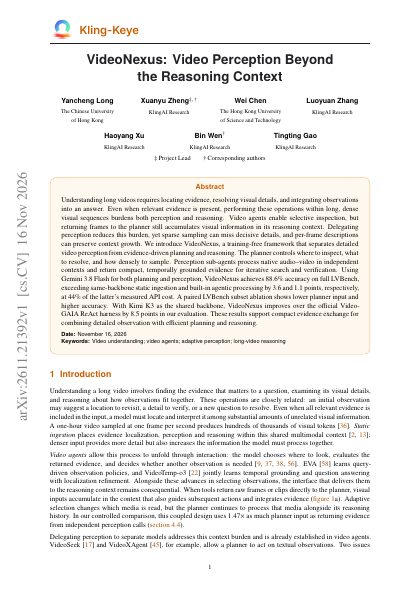 Kling-Keye
VideoNexus: Video Perception Beyond
the Reasoning Context
Yancheng Long Xuanyu Zheng‡,† Wei Chen Luoyuan Zhang
The Chinese University KlingAI Research The Hong Kong University KlingAI Research
of Hong Kong of Science and Technology
Haoyang Xu Bin Wen† Tingting Gao
KlingAI Research KlingAI Research KlingAI Research
‡ Project Lead † Corresponding authors
Abstract
Understanding long videos requires locating evidence, resolving visual details, and integrating observations
into an answer. Even when relevant evidence is present, performing these operations within long, dense
visual sequences burdens both perception and reasoning. Video agents enable selective inspection, but
returning frames to the planner still accumulates visual information in its reasoning context. Delegating
perception reduces this burden, yet sparse sampling can miss decisive details, and per-frame descriptions
can preserve context growth. We introduce VideoNexus, a training-free framework that separates detailed
video perception from evidence-driven planning and reasoning. The planner controls where to inspect, what
to resolve, and how densely to sample. Perception sub-agents process native audio–video in independent
contexts and return compact, temporally grounded evidence for iterative search and verification. Using
Gemini 3.8 Flash for both planning and perception, VideoNexus achieves 88.6% accuracy on full LVBench,
exceeding same-backbone static ingestion and built-in agentic processing by 3.6 and 1.1 points, respectively,
at 44% of the latter's measured API cost. A paired LVBench subset ablation shows lower planner input and
higher accuracy. With Kimi K3 as the shared backbone, VideoNexus improves over the official Video-
GAIA ReAct harness by 8.5 points in our evaluation. These results support compact evidence exchange for
combining detailed observation with efficient planning and reasoning.
Date: November 16, 2026
Keywords: Video understanding; video agents; adaptive perception; long-video reasoning
arXiv:2611.21392v1 [cs.CV] 16 Nov 2026
1 Introduction
Understanding a long video involves finding the evidence that matters to a question, examining its visual details,
and reasoning about how observations fit together. These operations are closely related: an initial observation
may suggest a location to revisit, a detail to verify, or a new question to resolve. Even when all relevant evidence is
included in the input, a model must locate and interpret it among substantial amounts of unrelated visual information.
A one-hour video sampled at one frame per second produces hundreds of thousands of visual tokens [36]. Static
ingestion places evidence localization, perception and reasoning within this shared multimodal context [2, 13];
denser input provides more detail but also increases the information the model must process together.
Video agents allow this process to unfold through interaction: the model chooses where to look, evaluates the
returned evidence, and decides whether another observation is needed [9, 37, 38, 56]. EVA [58] learns query-
driven observation policies, and VideoTemp-o3 [22] jointly learns temporal grounding and question answering
with localization refinement. Alongside these advances in selecting observations, the interface that delivers them
to the reasoning context remains consequential. When tools return raw frames or clips directly to the planner, visual
inputs accumulate in the context that also guides subsequent actions and integrates evidence (figure 1a). Adaptive
selection changes which media is read, but the planner continues to process that media alongside its reasoning
history. In our controlled comparison, this coupled design uses 1.47× as much planner input as returning evidence
from independent perception calls (section 4.4).
Delegating perception to separate models addresses this context burden and is already established in video agents.
VideoSeek [17] and VideoXAgent [45], for example, allow a planner to act on textual observations. Two issues
1